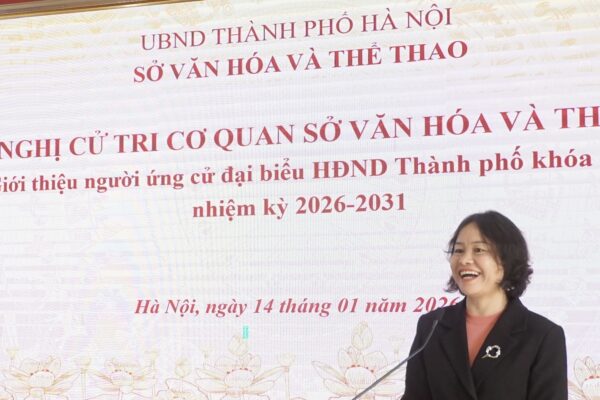 UBND THÀNH PHỐ HÀ NỘI
SỞ VĂN HÓA VÀ THỂ THAO
NGHỊ CỬ TRI CƠ QUAN SỞ VĂN HÓA VÀ TH
Giới thiệu người ứng cử đại biểu HĐND Thành phố khóa
nhiệm kỳ 2026-2031
Hà Nội, ngày 14 tháng 01 năm 2026